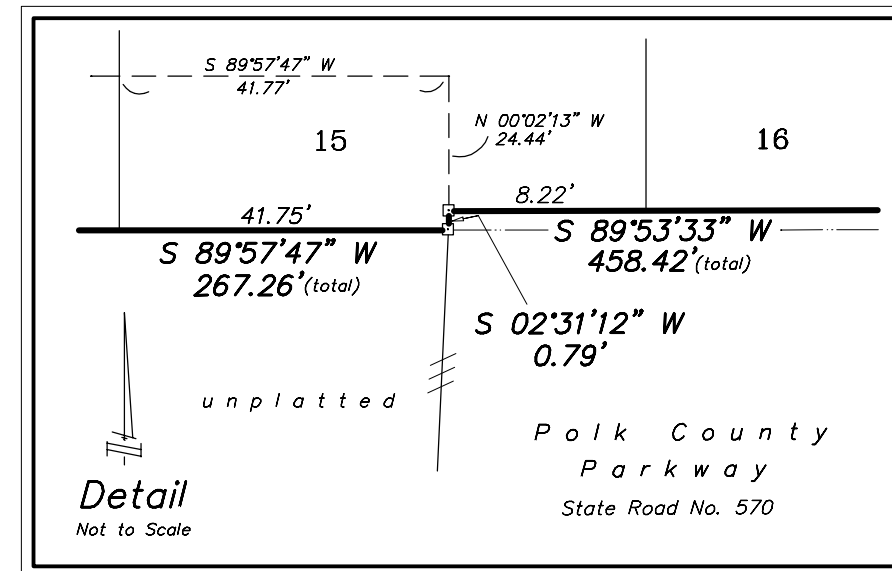 S 89°57'47" W
41.77'
N 00°02'13" W
24.44'
15
16
41.75'
8.22'
S 89°57'47" W
267.26'(total)
S 89°53'33" W
458.42'(total)
S 02°31'12" W
0.79'
unplatted
Polk County
Parkway
State Road No. 570
Detail
Not to Scale